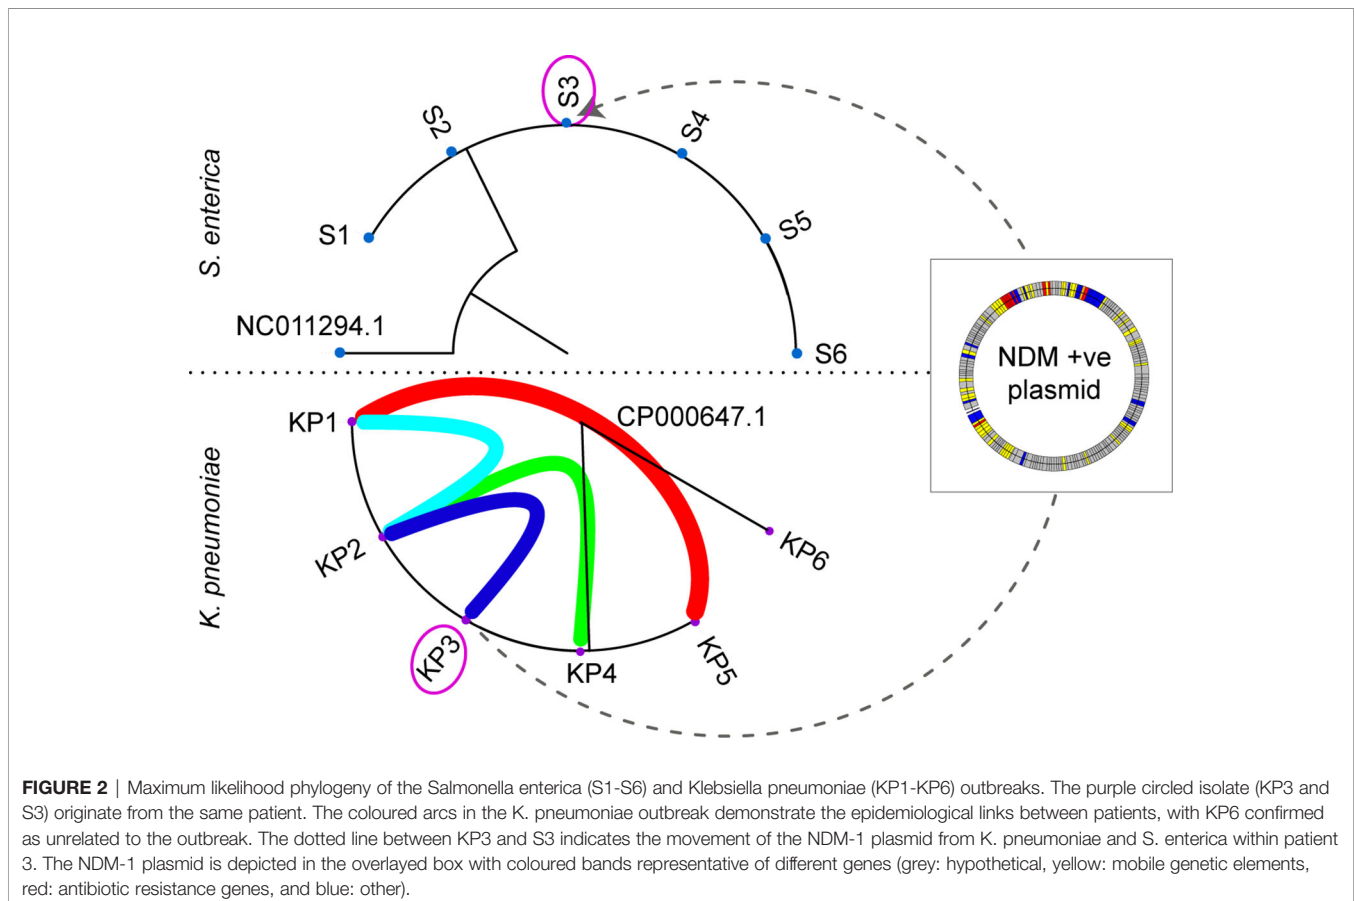 S3
S2
S4
S. enterica
S1
S5
NC011294.1
S6
NDM +ve
plasmid
KP1
CP000647.1
K. pneumoniae
KP2
KP6
KP3
KP4
KP5
FIGURE 2 | Maximum likelihood phylogeny of the Salmonella enterica (S1-S6) and Klebsiella pneumoniae (KP1-KP6) outbreaks. The purple circled isolate (KP3 and
S3) originate from the same patient. The coloured arcs in the K. pneumoniae outbreak demonstrate the epidemiological links between patients, with KP6 confirmed
as unrelated to the outbreak. The dotted line between KP3 and S3 indicates the movement of the NDM-1 plasmid from K. pneumoniae and S. enterica within patient
3. The NDM-1 plasmid is depicted in the overlayed box with coloured bands representative of different genes (grey: hypothetical, yellow: mobile genetic elements,
red: antibiotic resistance genes, and blue: other).